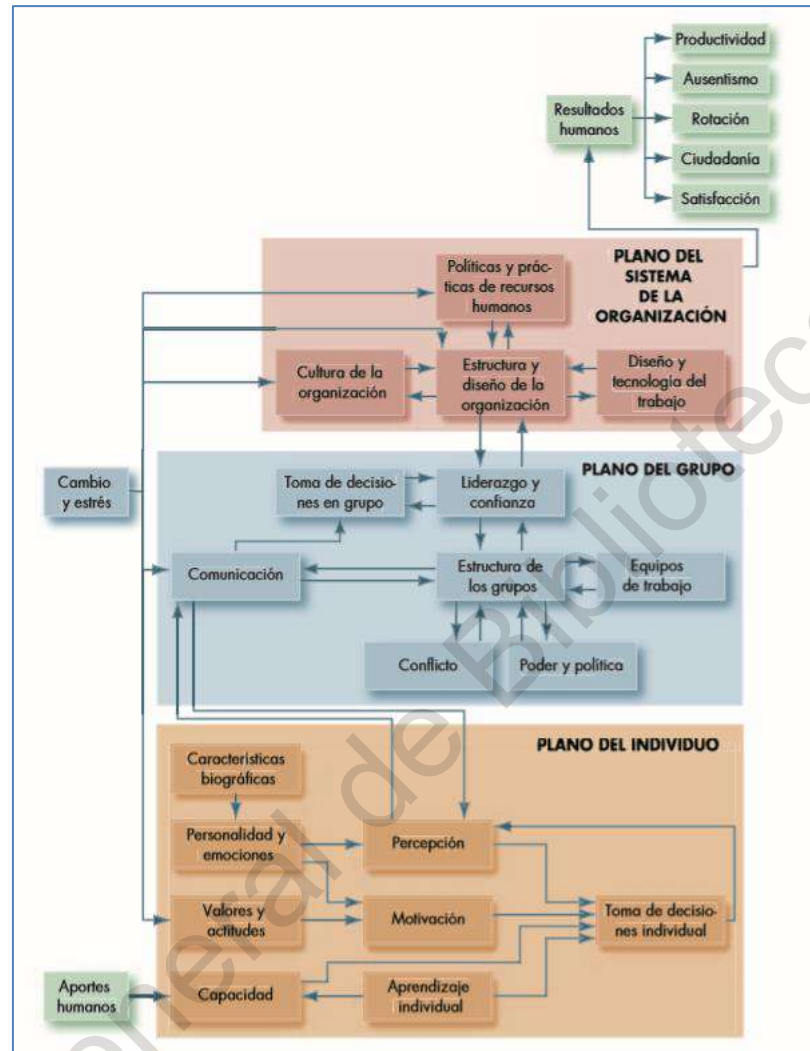 Productividad
Ausentismo
Resultados
humanos
Rotación
Ciudadanía
Satisfacción
PLANO DEL
SISTEMA
DE LA
ORGANIZACIÓN
Políticas y prác-
ticas de recursos
humanos
Cultura de la
organización
Estructura y
diseño de la
organización
Diseño y
tecnología del
trabajo
PLANO DEL GRUPO
Cambio
y estrés
Toma de decisio-
nes en grupo
Liderazgo y
confianza
Comunicación
Estructura de
los grupos
Equipos
de trabajo
Conflicto
Poder y política
PLANO DEL INDIVIDUO
Características
biográficas
Personalidad y
emociones
Percepción
Valores y
actitudes
Motivación
Toma de decisio-
nes individual
Aportes
humanos
Capacidad
Aprendizaje
individual
eneral de Bibliotec